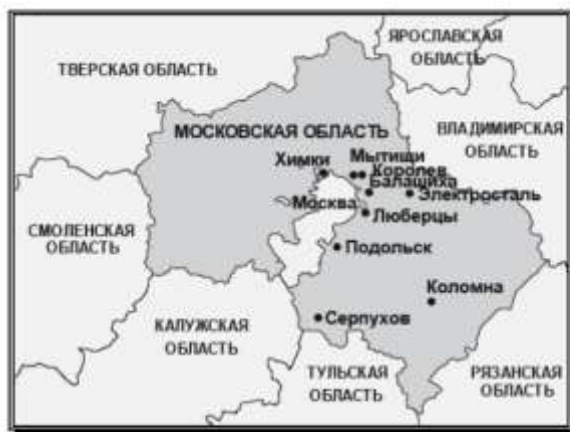 ЯРОСЛАВСКАЯ
ОБЛАСТЬ
ТВЕРСКАЯ ОБЛАСТЬ
МОСКОВСКАЯ ОБЛАСТЬ
ВЛАДИМИРСКАЯ
ОБЛАСТЬ
Химки
Мытищи
Королев
Балашиха
Электросталь
Москва
Люберцы
СМОЛЕНСКАЯ
ОБЛАСТЬ
Подольск
Коломна
Серпухов
КАЛУЖСКАЯ
ОБЛАСТЬ
ТУЛЬСКАЯ
ОБЛАСТЬ
РЯЗАНСКАЯ
ОБЛАСТЬ